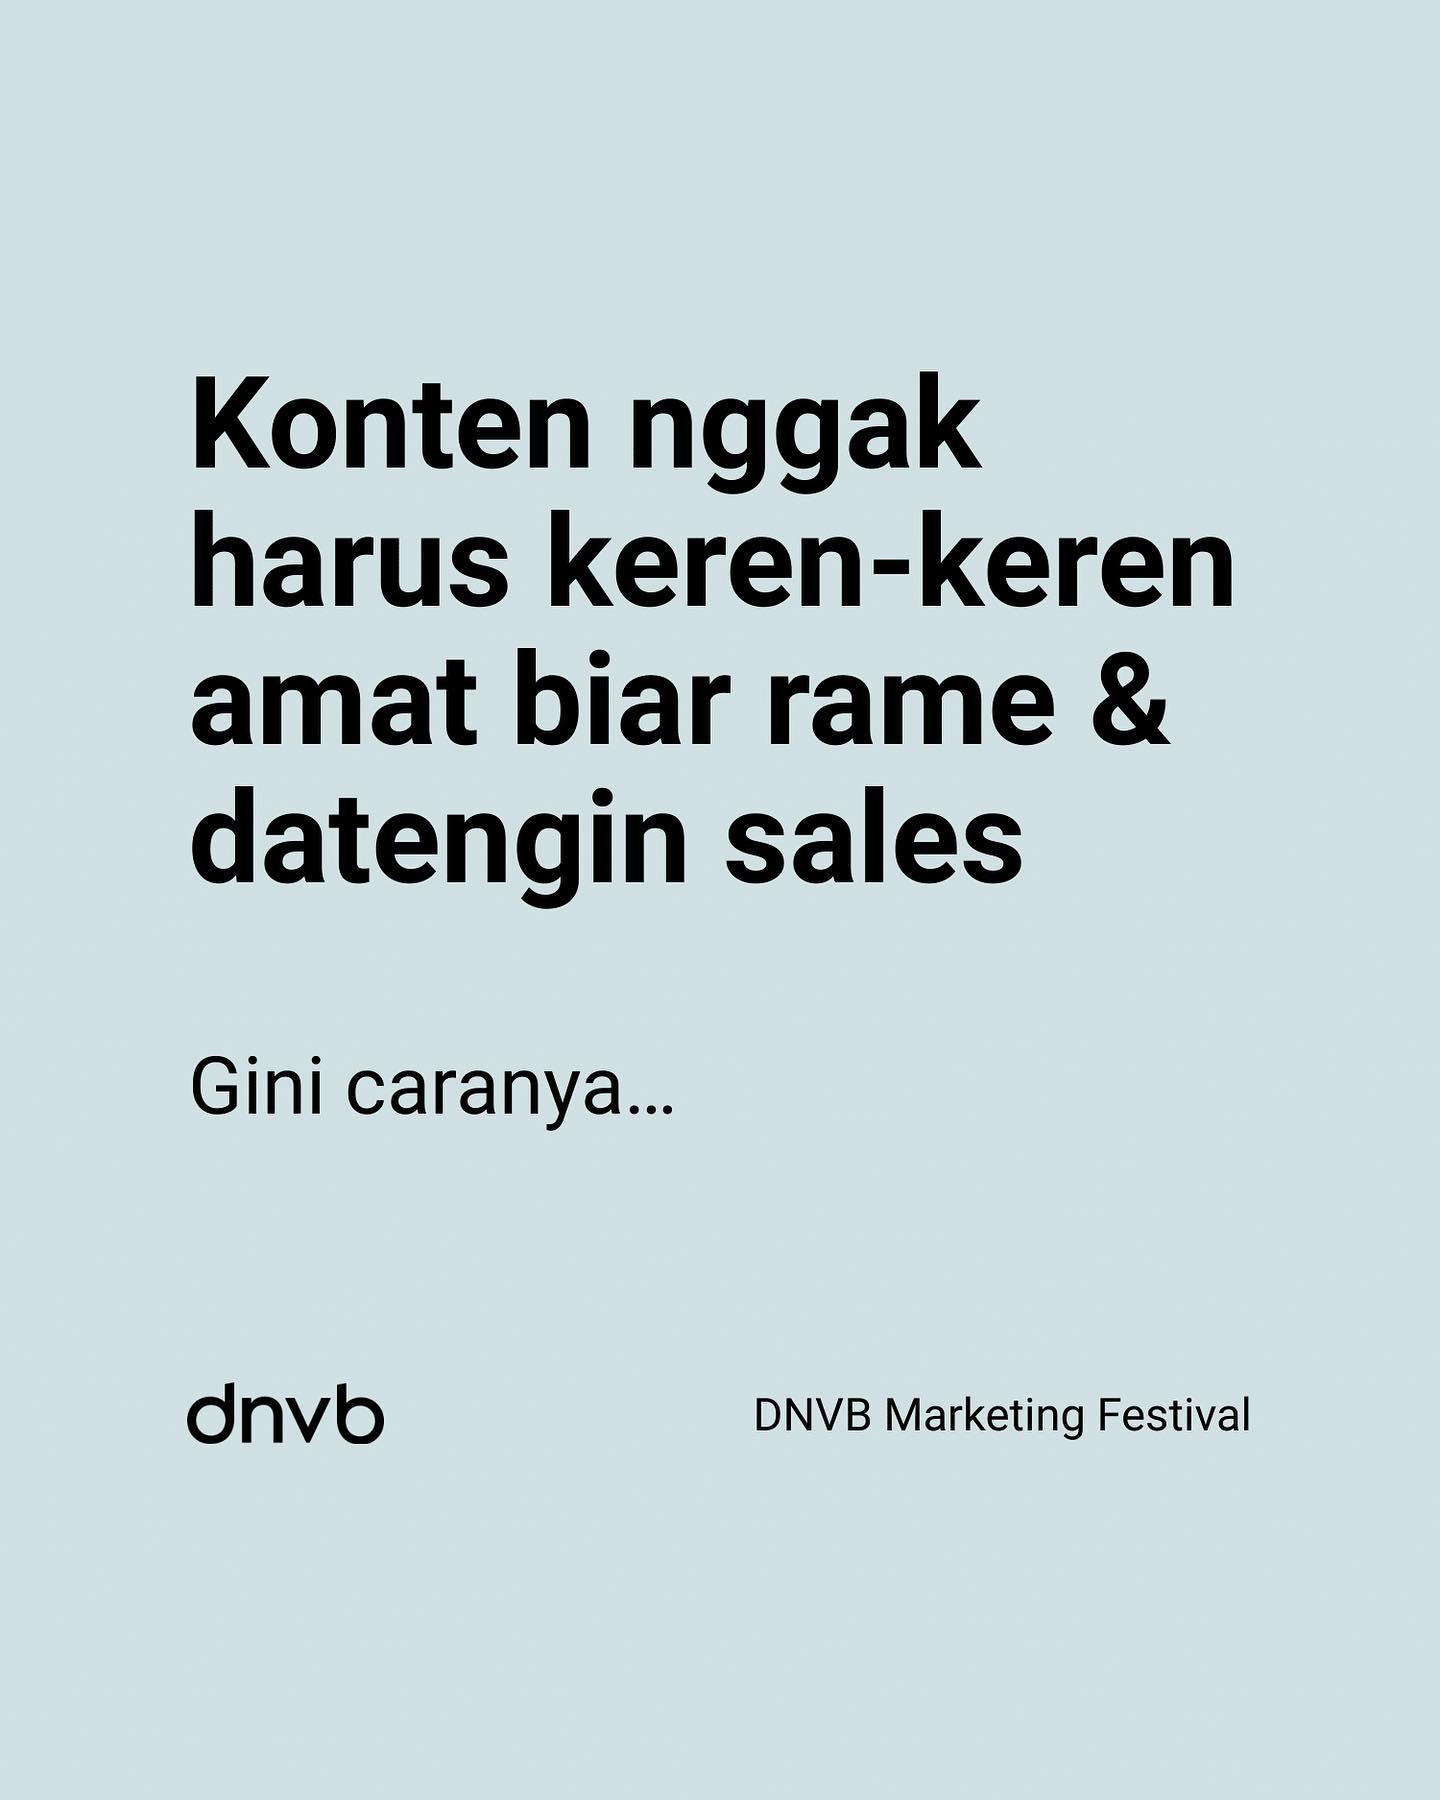 Konten nggak
harus keren-keren
amat biar rame &
datengin sales
Gini caranya...
dnvb
DNVB Marketing Festival